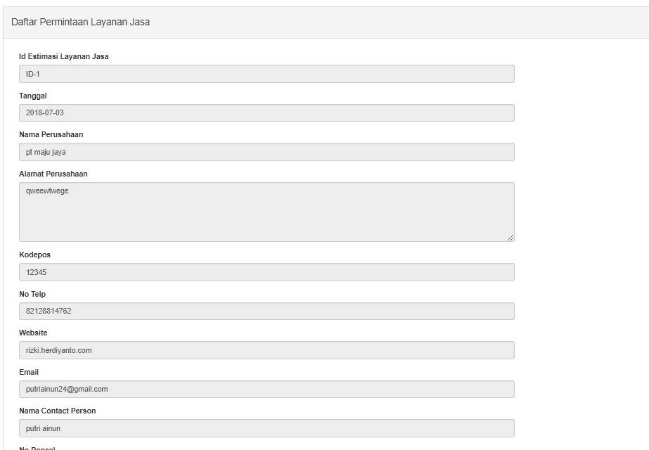 Daftar Permintaan Layanan Jasa
Id Estimasi Layanan Jasa
ID-1
Tanggal
2018-07-03
Nama Perusahaan
pt maju jaya
Alamat Perusahaan
qweewtwege
Kodepos
12345
No Telp
82128814762
Website
rizki.herdiyanto.com
Email
putriainun24@gmail.com
Nama Contact Person
putri ainun